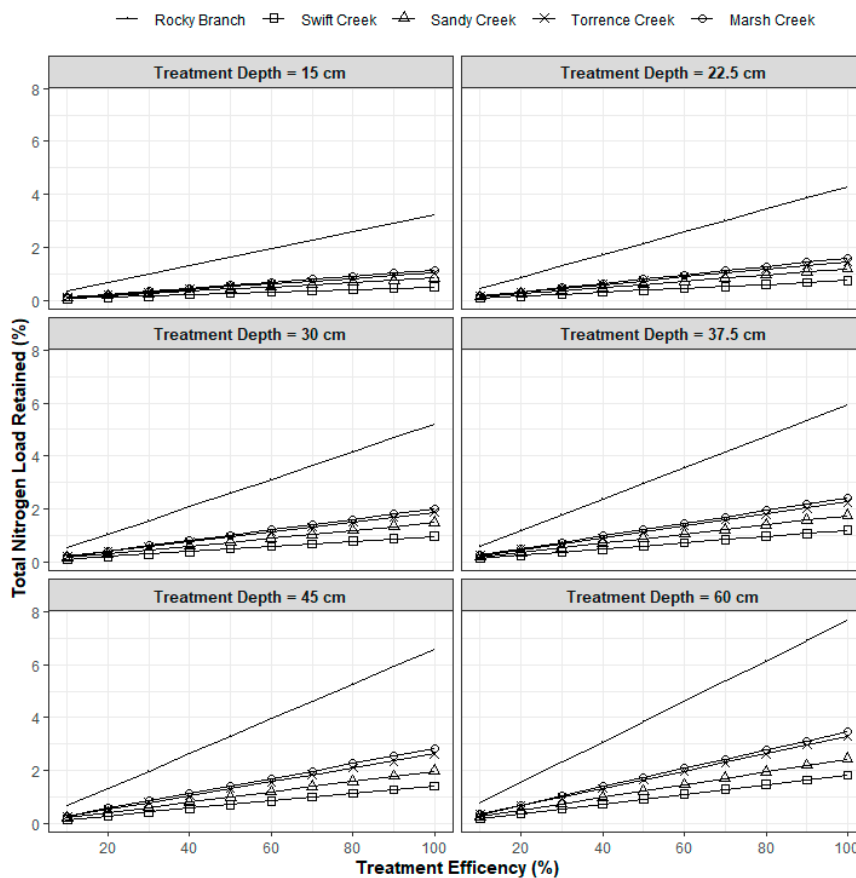 Rocky Branch Swift Creek Sandy Creek Torrence Creek Marsh Creek
Treatment Depth = 15 cm Treatment Depth = 22.5 cm
8
6
4
2
0
Treatment Depth = 30 cm Treatment Depth = 37.5 cm
8
6
4
2
0
Treatment Depth = 45 cm Treatment Depth = 60 cm
8
6
4
2
0
Total Nitrogen Load Retained (%)
20 40 60 80 100 20 40 60 80 100
Treatment Efficency (%)